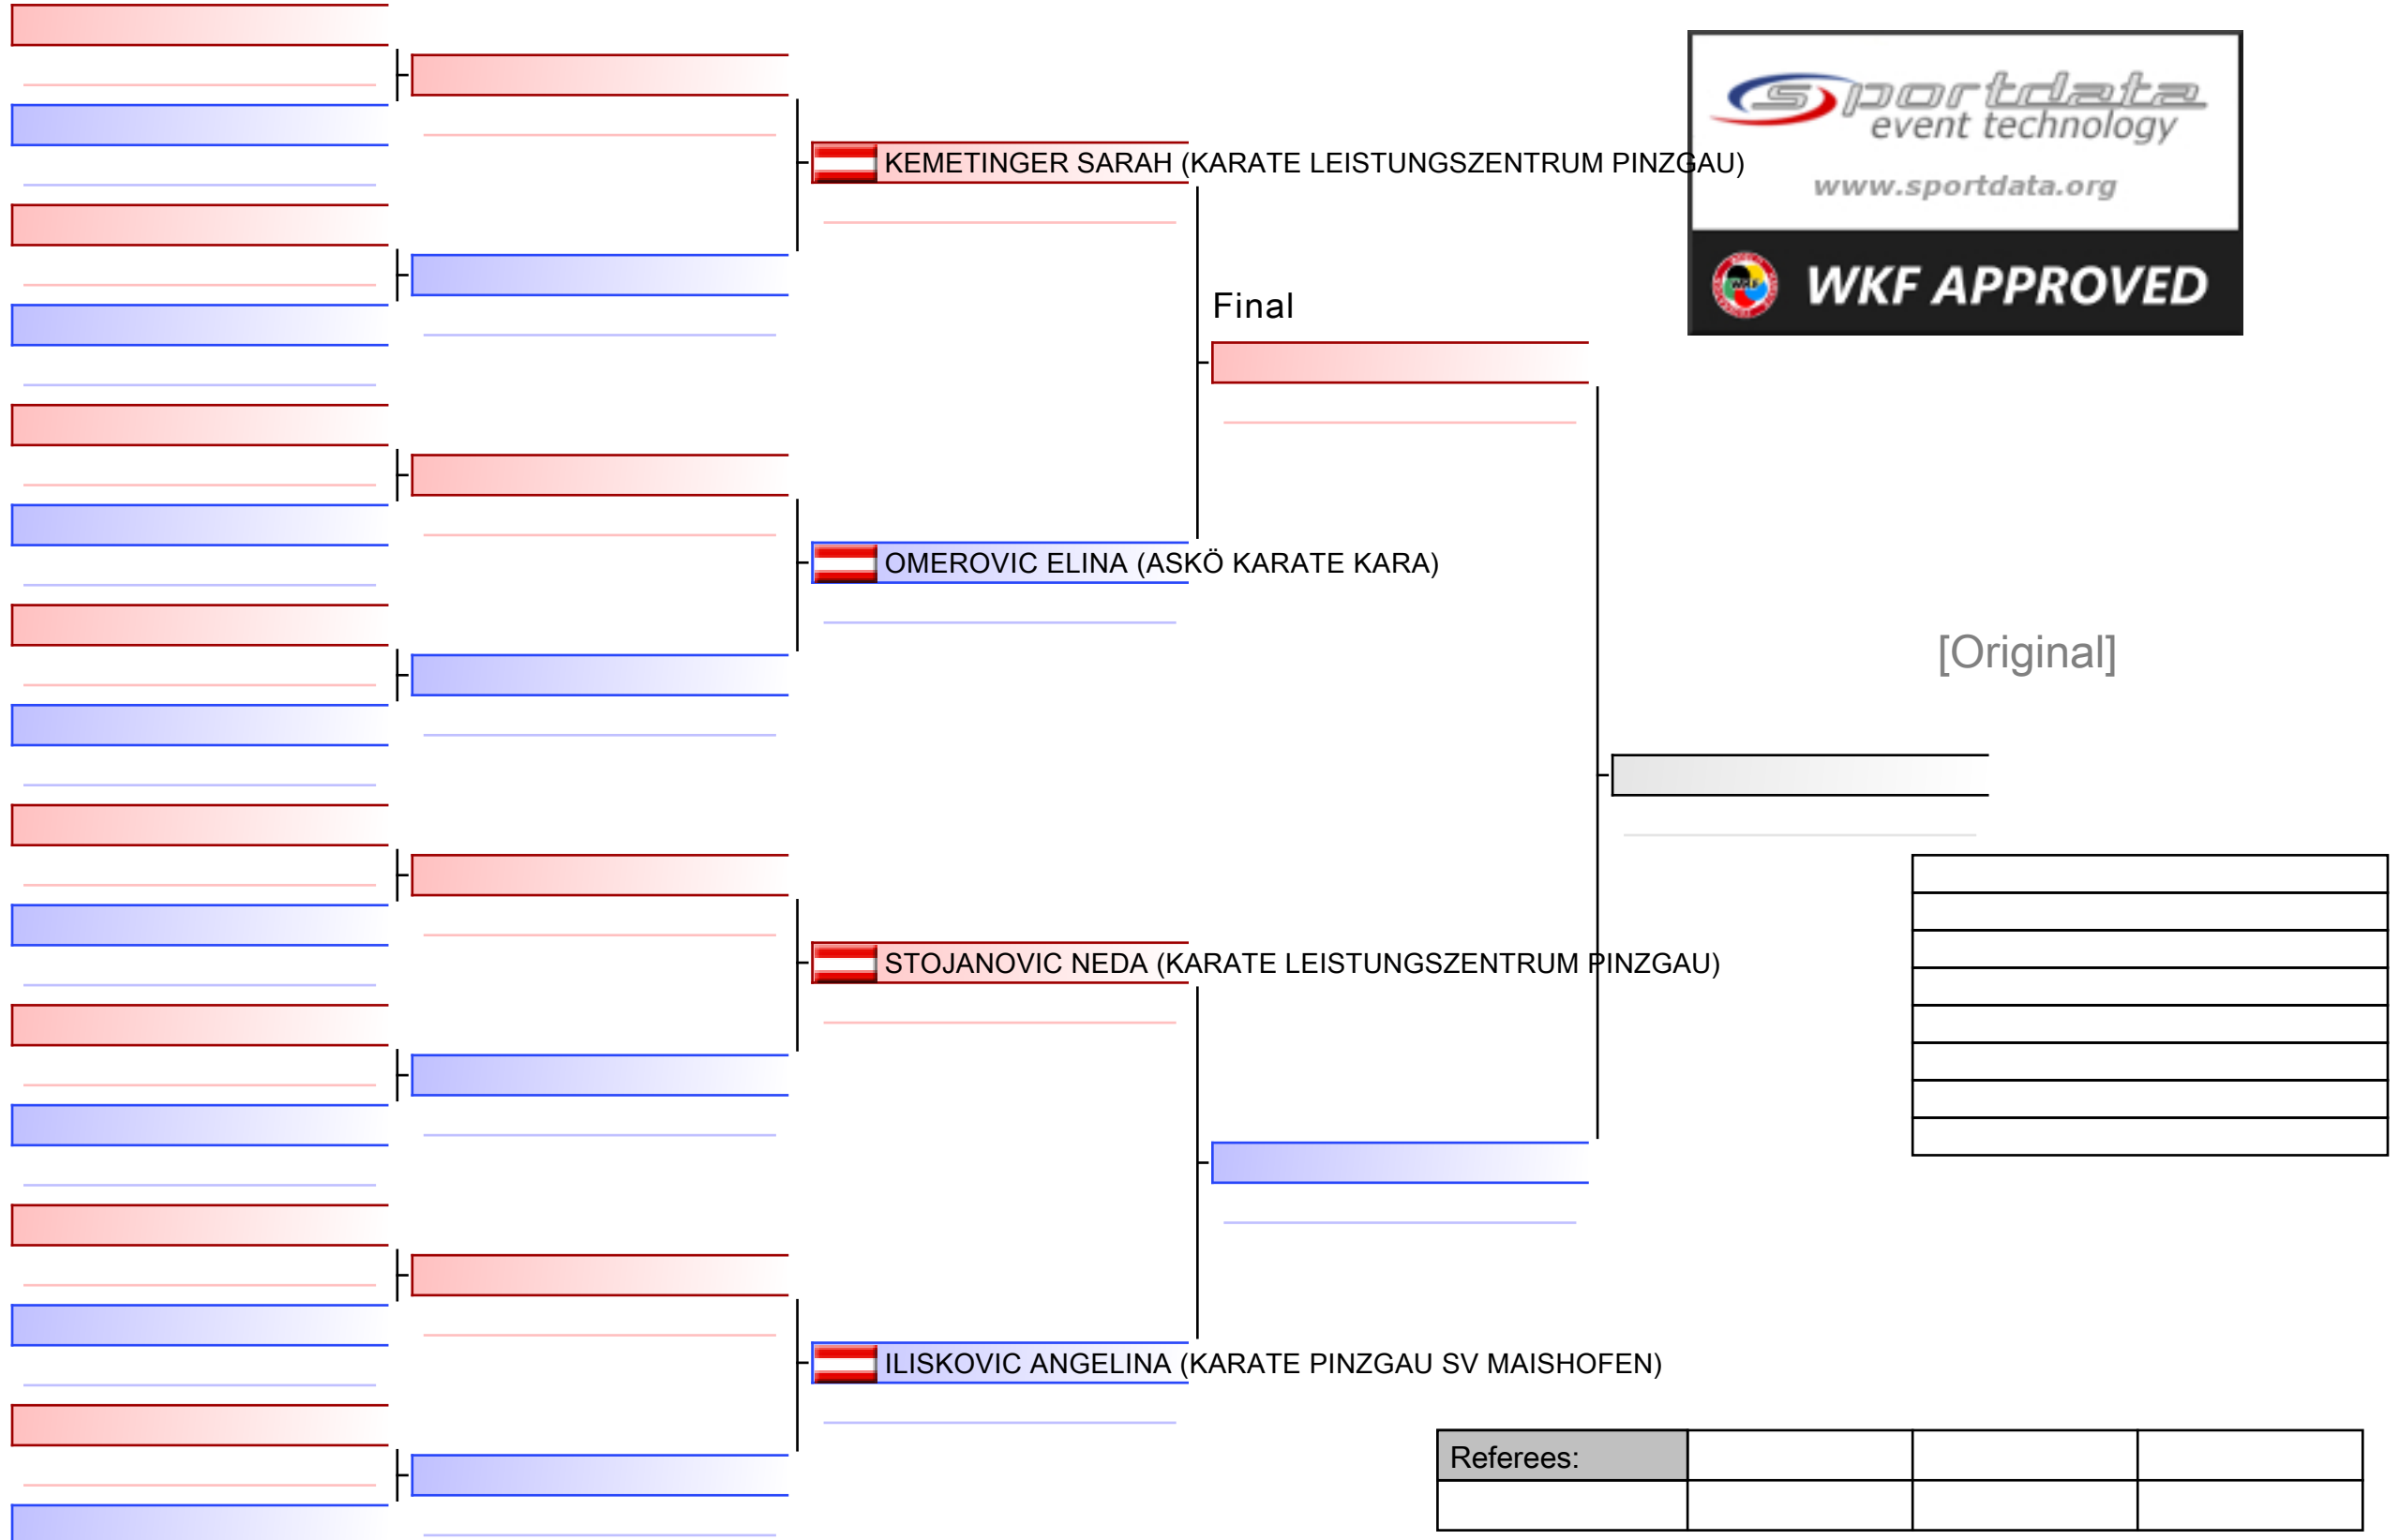 sportdata
event technology
www.sportdata.org
WKF APPROVED
KEMETINGER SARAH (KARATE LEISTUNGSZENTRUM PINZGAU)
Final
OMEROVIC ELINA (ASKÖ KARATE KARA)
[Original]
STOJANOVIC NEDA (KARATE LEISTUNGSZENTRUM PINZGAU)
ILISKOVIC ANGELINA (KARATE PINZGAU SV MAISHOFEN)
Referees: